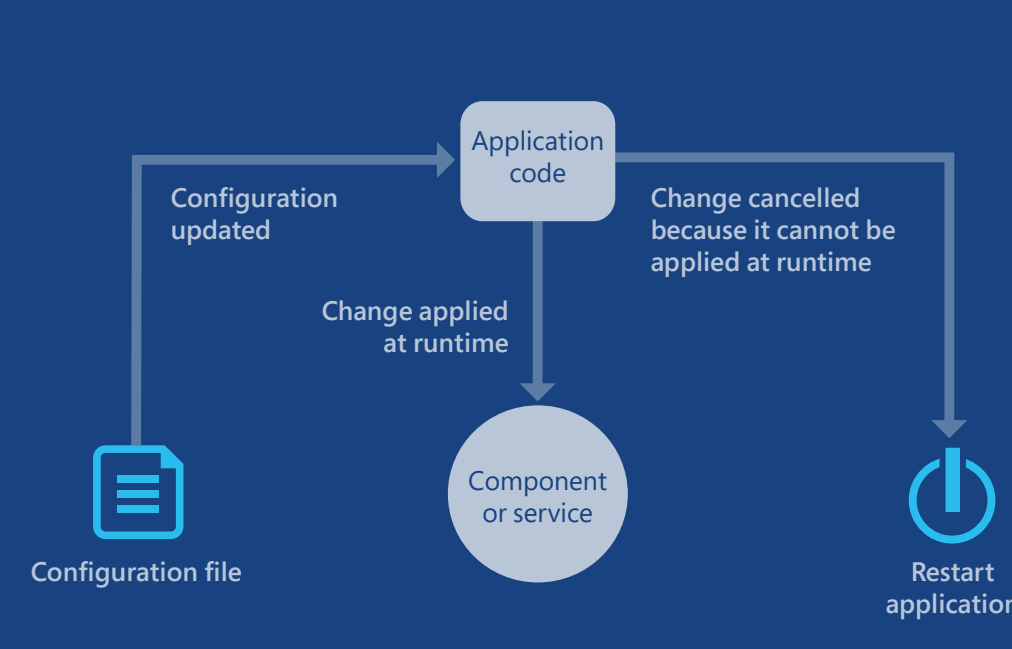 Application
code
Configuration
updated
Change cancelled
because it cannot be
applied at runtime
Change applied
at runtime
Component
or service
Configuration file
Restart
application